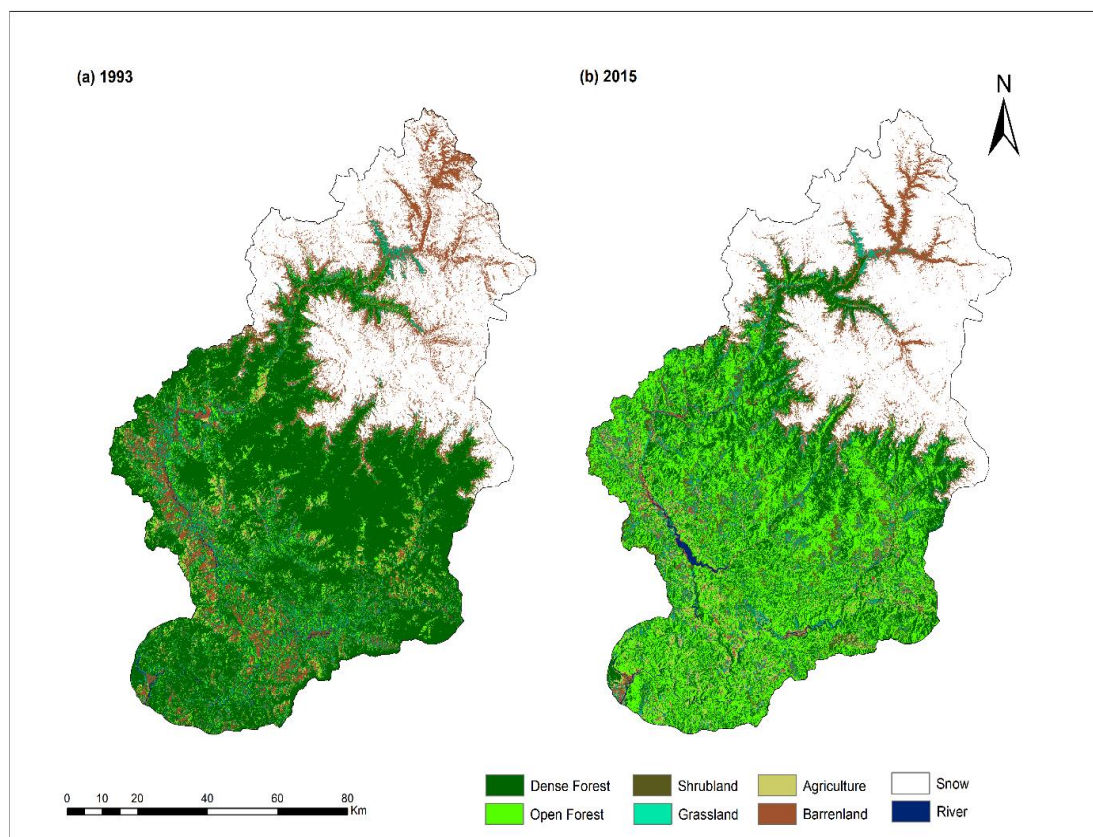 (a) 1993
(b) 2015
N
0 10 20 40 60 80
Km
Dense Forest
Shrubland
Agriculture
Snow
Open Forest
Grassland
Barrenland
River